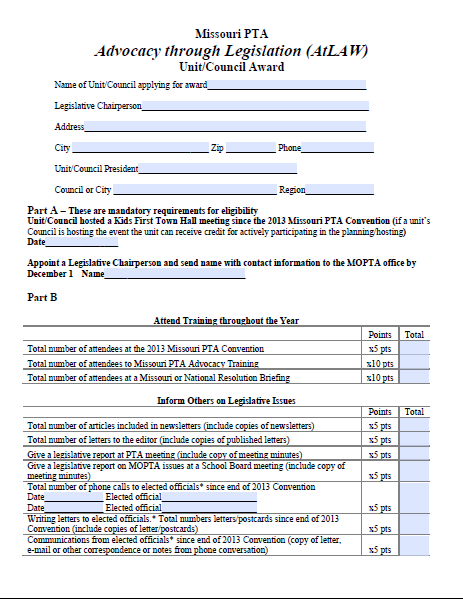 Missouri PTA
Advocacy through Legislation (AtLAW)
Unit/Council Award
Name of Unit/Council applying for award
Legislative Chairperson
Address
City Zip Phone
Unit/Council President
Council or City Region
Part A – These are mandatory requirements for eligibility
Unit/Council hosted a Kids First Town Hall meeting since the 2013 Missouri PTA Convention (if a unit's
Council is hosting the event the unit can receive credit for actively participating in the planning/hosting)
Date
Appoint a Legislative Chairperson and send name with contact information to the MOPTA office by
December 1 Name
Part B
Attend Training throughout the Year
Points Total
Total number of attendees at the 2013 Missouri PTA Convention x5 pts
Total number of attendees to Missouri PTA Advocacy Training x10 pts
Total number of attendees at a Missouri or National Resolution Briefing x10 pts
Inform Others on Legislative Issues
Points Total
Total number of articles included in newsletters (include copies of newsletters) x5 pts
Total number of letters to the editor (include copies of published letters) x5 pts
Give a legislative report at PTA meeting (include copy of meeting minutes) x5 pts
Give a legislative report on MOPTA issues at a School Board meeting (include copy of
meeting minutes) x5 pts
Total number of phone calls to elected officials* since end of 2013 Convention
Date Elected official
Date Elected official x5 pts
Writing letters to elected officials.* Total numbers letters/postcards since end of 2013
Convention (include copies of letter/postcards) x5 pts
Communications from elected officials* since end of 2013 Convention (copy of letter,
e-mail or other correspondence or notes from phone conversation) x5 pts